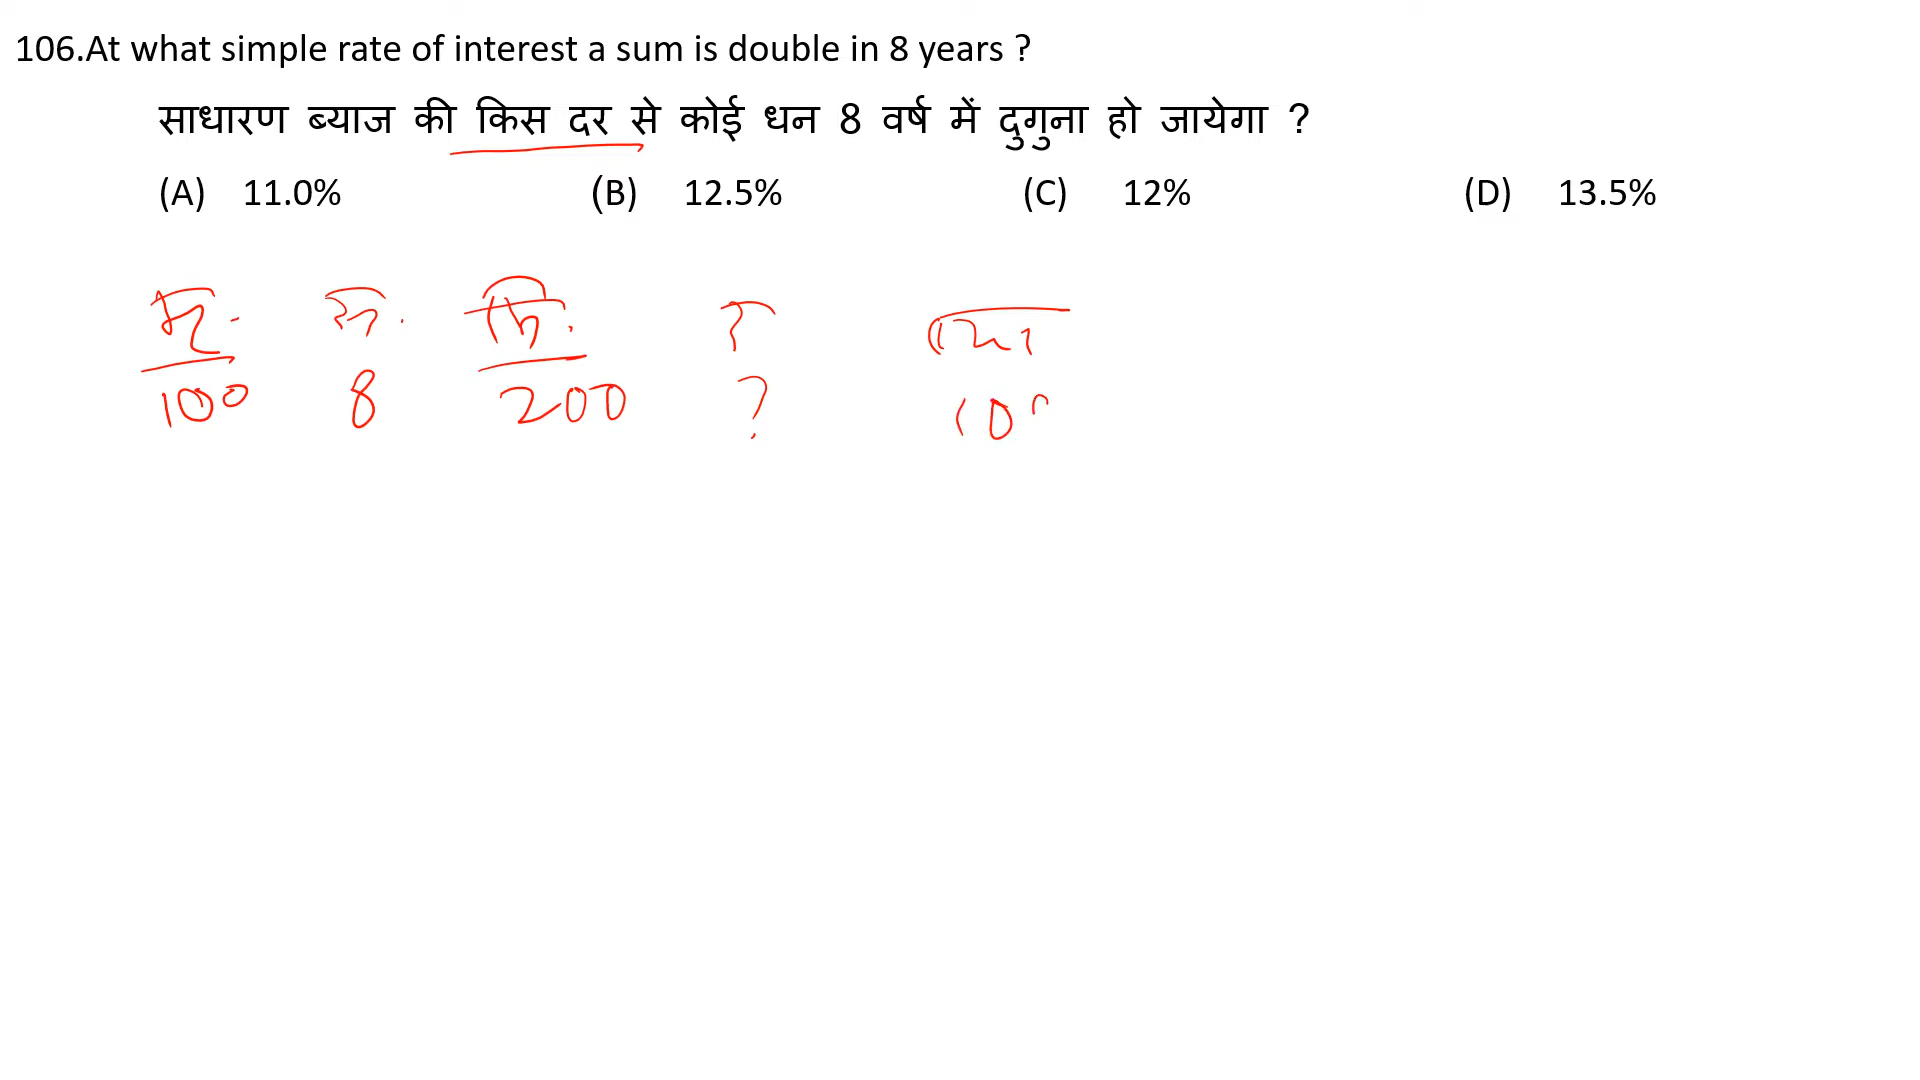 106.At what simple rate of interest a sum is double in 8 years ?
साधारण ब्याज की किस दर से कोई धन 8 वर्ष में दुगुना हो जायेगा ?
(A) 11.0% (B) 12.5% (C) 12% (D) 13.5%
मू. स. मि. र
100 8 200 ? 100